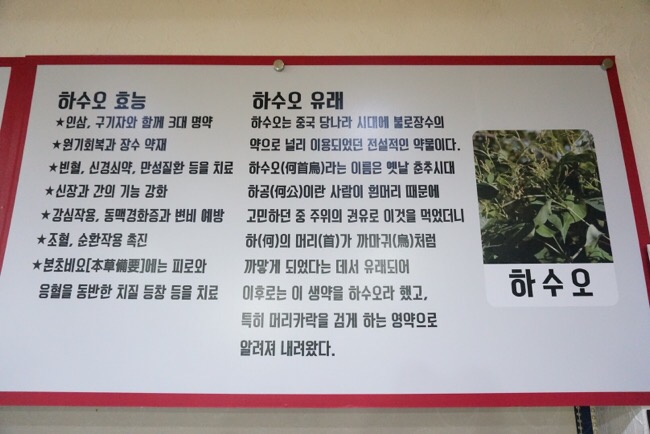 하수오 효능
★인삼, 구기자와 함께 3대 명약
★원기회복과 장수 약재
★빈혈, 신경쇠약, 만성질환 등을 치료
★신장과 간의 기능 강화
★강심작용, 동맥경화증과 변비 예방
★조혈, 순환작용 촉진
★본초비요[本草備要]에는 피로와
응혈을 동반한 치질 등창 등을 치료
하수오 유래
하수오는 중국 당나라 시대에 불로장수의
약으로 널리 이용되었던 전설적인 약물이다.
하수오(何首烏)라는 이름은 옛날 춘추시대
하공(何公)이란 사람이 흰머리 때문에
고민하던 중 주위의 권유로 이것을 먹었더니
하(何)의 머리(首)가 까마귀(烏)처럼
까맣게 되었다는 데서 유래되어
이후로는 이 생약을 하수오라 했고,
특히 머리카락을 검게 하는 영약으로
알려져 내려왔다.
하수오